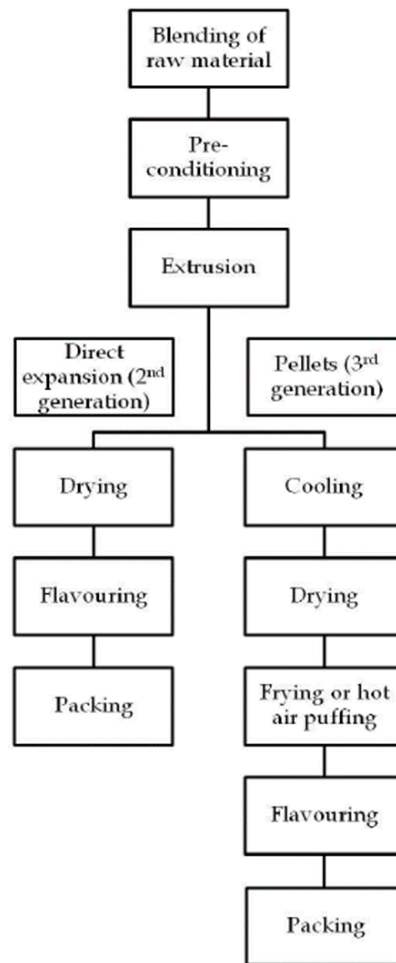 Blending of
raw material
Pre-
conditioning
Extrusion
Direct
expansion (2nd
generation)
Pellets (3rd
generation)
Drying
Flavouring
Packing
Cooling
Drying
Frying or hot
air puffing
Flavouring
Packing